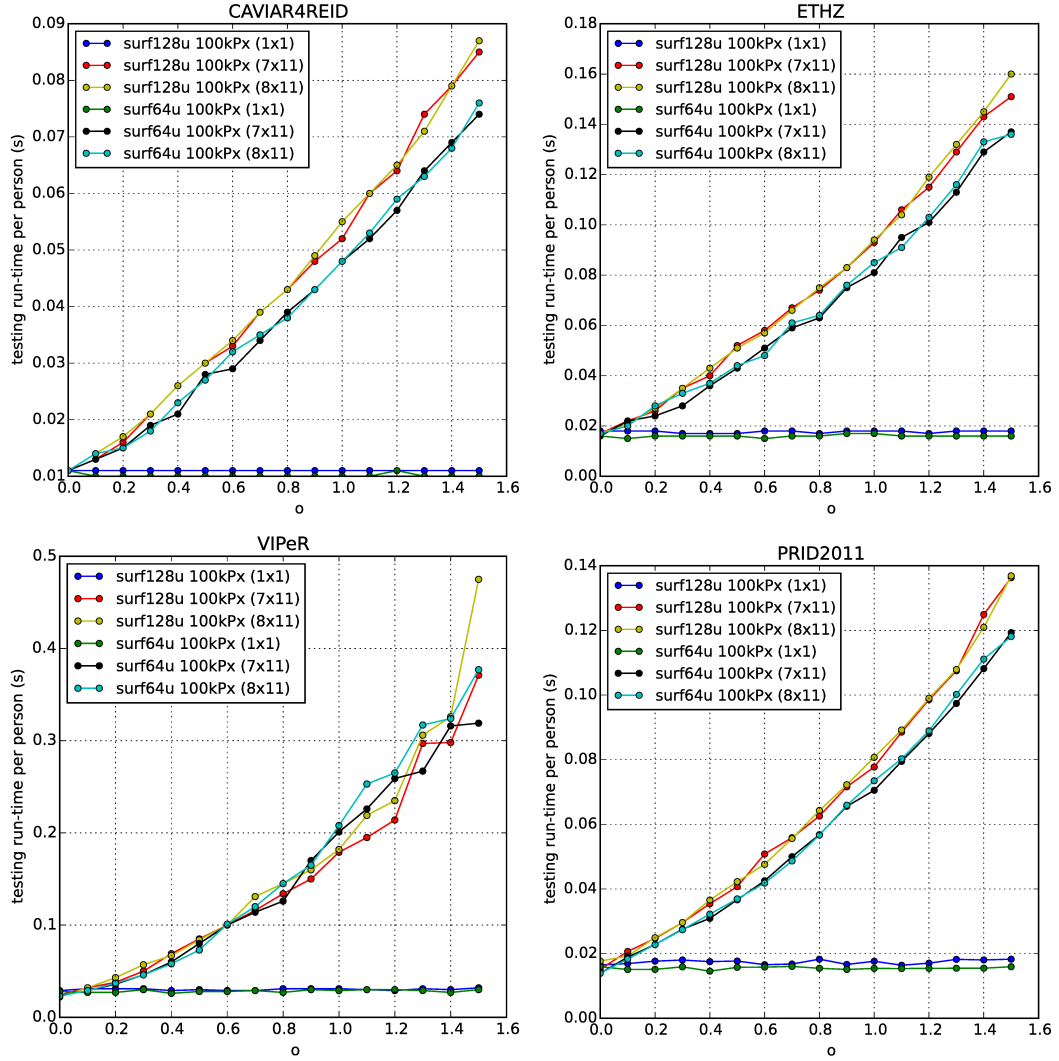 CAVIAR4REID
surf128u 100kPx (1x1)
surf128u 100kPx (7x11)
surf128u 100kPx (8x11)
surf64u 100kPx (1x1)
surf64u 100kPx (7x11)
surf64u 100kPx (8x11)
testing run-time per person (s)
0.09
0.08
0.07
0.06
0.05
0.04
0.03
0.02
0.01
0.0 0.2 0.4 0.6 0.8 1.0 1.2 1.4 1.6
o
ETHZ
surf128u 100kPx (1x1)
surf128u 100kPx (7x11)
surf128u 100kPx (8x11)
surf64u 100kPx (1x1)
surf64u 100kPx (7x11)
surf64u 100kPx (8x11)
testing run-time per person (s)
0.18
0.16
0.14
0.12
0.10
0.08
0.06
0.04
0.02
0.00
0.0 0.2 0.4 0.6 0.8 1.0 1.2 1.4 1.6
o
VIPeR
surf128u 100kPx (1x1)
surf128u 100kPx (7x11)
surf128u 100kPx (8x11)
surf64u 100kPx (1x1)
surf64u 100kPx (7x11)
surf64u 100kPx (8x11)
testing run-time per person (s)
0.5
0.4
0.3
0.2
0.1
0.0
0.0 0.2 0.4 0.6 0.8 1.0 1.2 1.4 1.6
o
PRID2011
surf128u 100kPx (1x1)
surf128u 100kPx (7x11)
surf128u 100kPx (8x11)
surf64u 100kPx (1x1)
surf64u 100kPx (7x11)
surf64u 100kPx (8x11)
testing run-time per person (s)
0.14
0.12
0.10
0.08
0.06
0.04
0.02
0.00
0.0 0.2 0.4 0.6 0.8 1.0 1.2 1.4 1.6
o